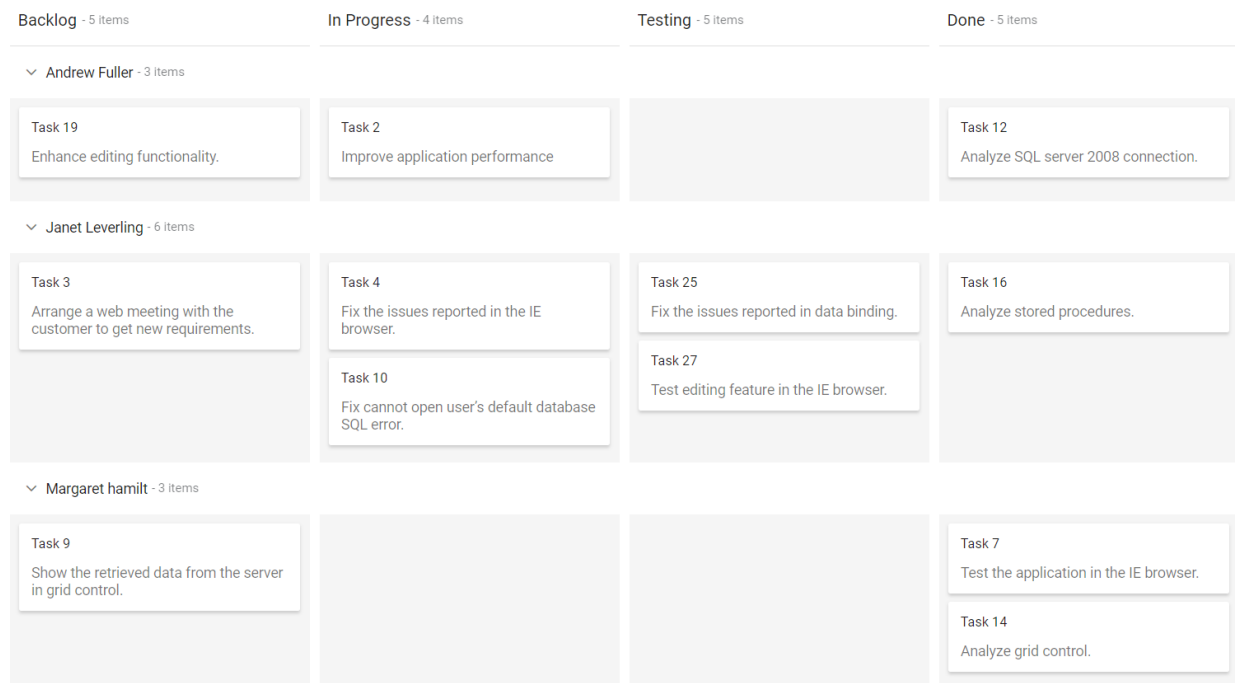 Backlog - 5 items
In Progress - 4 items
Testing - 5 items
Done - 5 items
Andrew Fuller - 3 items
Task 19
Enhance editing functionality.
Task 2
Improve application performance
Task 12
Analyze SQL server 2008 connection.
Janet Leverling - 6 items
Task 3
Arrange a web meeting with the
customer to get new requirements.
Task 4
Fix the issues reported in the IE
browser.
Task 10
Fix cannot open user's default database
SQL error.
Task 25
Fix the issues reported in data binding.
Task 27
Test editing feature in the IE browser.
Task 16
Analyze stored procedures.
Margaret hamilt - 3 items
Task 9
Show the retrieved data from the server
in grid control.
Task 7
Test the application in the IE browser.
Task 14
Analyze grid control.